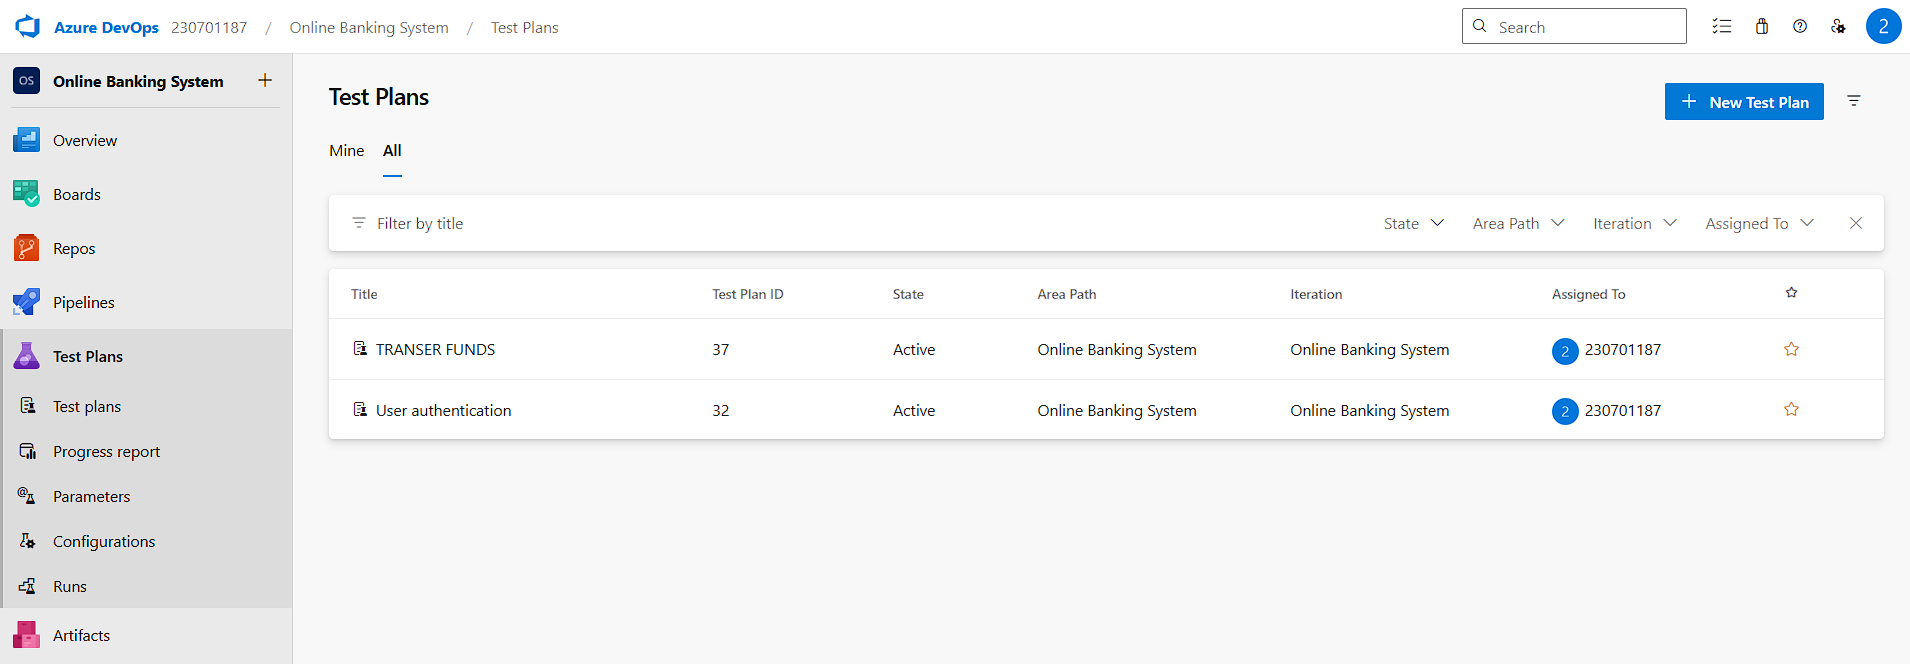 Azure DevOps 230701187 / Online Banking System / Test Plans
Search
2
OS Online Banking System
Overview
Boards
Repos
Pipelines
Test Plans
Test plans
Progress report
Parameters
Configurations
Runs
Artifacts
Test Plans
New Test Plan
Mine All
Filter by title State Area Path Iteration Assigned To
Title Test Plan ID State Area Path Iteration Assigned To
TRANSER FUNDS 37 Active Online Banking System Online Banking System 2 230701187
User authentication 32 Active Online Banking System Online Banking System 2 230701187